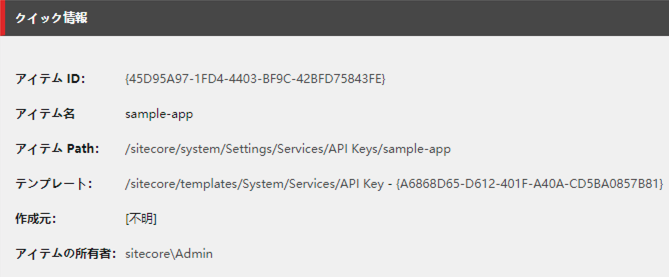 クイック情報
アイテム ID： {45D95A97-1FD4-4403-BF9C-42BFD75843FE}
アイテム名 sample-app
アイテム Path： /sitecore/system/Settings/Services/API Keys/sample-app
テンプレート： /sitecore/templates/System/Services/API Key - {A6868D65-D612-401F-A40A-CD5BA0857B81}
作成元： [不明]
アイテムの所有者： sitecore\Admin